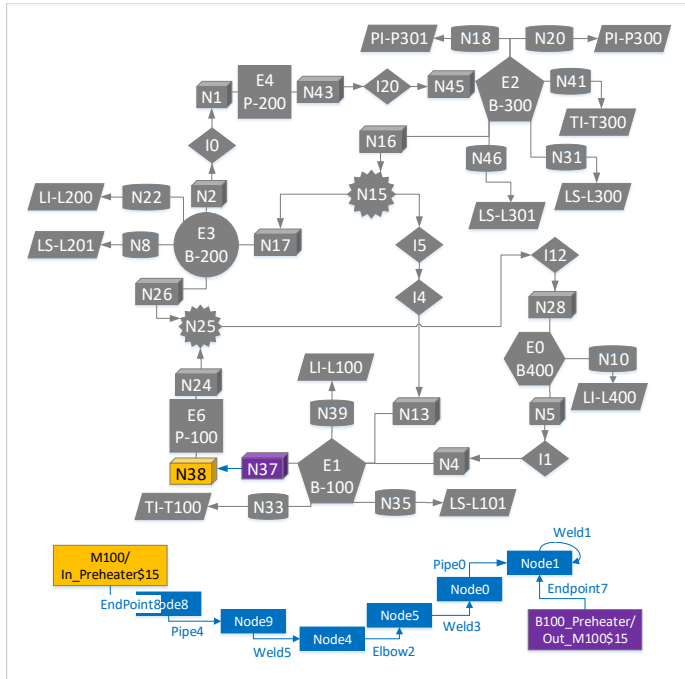 PI-P301
N18
N20
PI-P300
E4
P-200
N1
N43
I20
N45
E2
B-300
N41
TI-T300
I0
N16
N46
N31
LS-L300
LS-L301
N2
LI-L200
N22
N15
LS-L201
N8
E3
B-200
N17
I5
I12
N26
N25
I4
N28
E0
B400
N10
LI-L400
LI-L100
N24
E6
P-100
N39
N13
N5
N38
N37
E1
B-100
N4
I1
TI-T100
N33
N35
LS-L101
Weld1
M100/
In_Preheater$15
Pipe0
Node1
Endpoint7
Node0
EndPoint8
ode8
Pipe4
Node9
Node5
Weld3
B100_Preheater/
Out_M100$15
Node4
Weld5
Elbow2